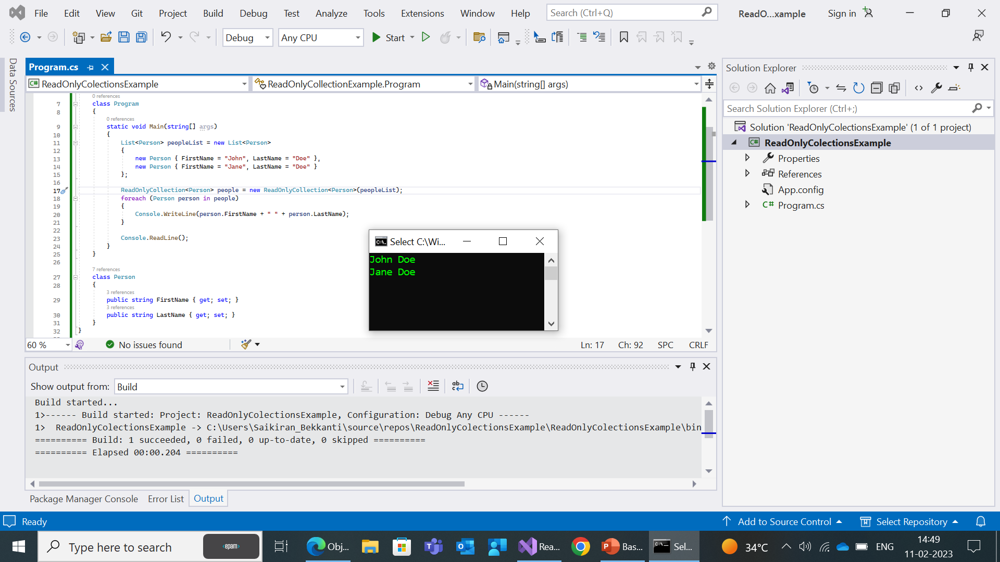 File Edit View Git Project Build Debug Test Analyze Tools Extensions Window Help Search (Ctrl+Q) ReadO...xample Sign in
Debug Any CPU Start
Data Sources
Program.cs
ReadOnlyColectionsExample ReadOnlyCollectionExample.Program Main(string[] args)
0 references
7 class Program
8 {
0 references
9 static void Main(string[] args)
10 {
11 List<Person> peopleList = new List<Person>
12 {
13 new Person { FirstName = "John", LastName = "Doe" },
14 new Person { FirstName = "Jane", LastName = "Doe" }
15 };
16
17 ReadOnlyCollection<Person> people = new ReadOnlyCollection<Person>(peopleList);
18 foreach (Person person in people)
19 {
20 Console.WriteLine(person.FirstName + " " + person.LastName);
21 }
22
23 Console.ReadLine();
24 }
25 }
26
7 references
27 class Person
28 {
3 references
29 public string FirstName { get; set; }
3 references
30 public string LastName { get; set; }
31 }
32 }
Select C:\Wi...
John Doe
Jane Doe
60 % No issues found Ln: 17 Ch: 92 SPC CRLF
Output
Show output from: Build
Build started...
1>------ Build started: Project: ReadOnlyColectionsExample, Configuration: Debug Any CPU ------
1>  ReadOnlyColectionsExample -> C:\Users\Saikiran_Bekkanti\source\repos\ReadOnlyColectionsExample\ReadOnlyColectionsExample\bin
========== Build: 1 succeeded, 0 failed, 0 up-to-date, 0 skipped ==========
========== Elapsed 00:00.204 ==========
Package Manager Console Error List Output
Solution Explorer
Search Solution Explorer (Ctrl+;)
Solution 'ReadOnlyColectionsExample' (1 of 1 project)
C# ReadOnlyColectionsExample
Properties
References
App.config
C# Program.cs
Ready Add to Source Control Select Repository
Type here to search <epam> Obj... Rea... Bas... Sel... 34°C ENG 14:49
11-02-2023